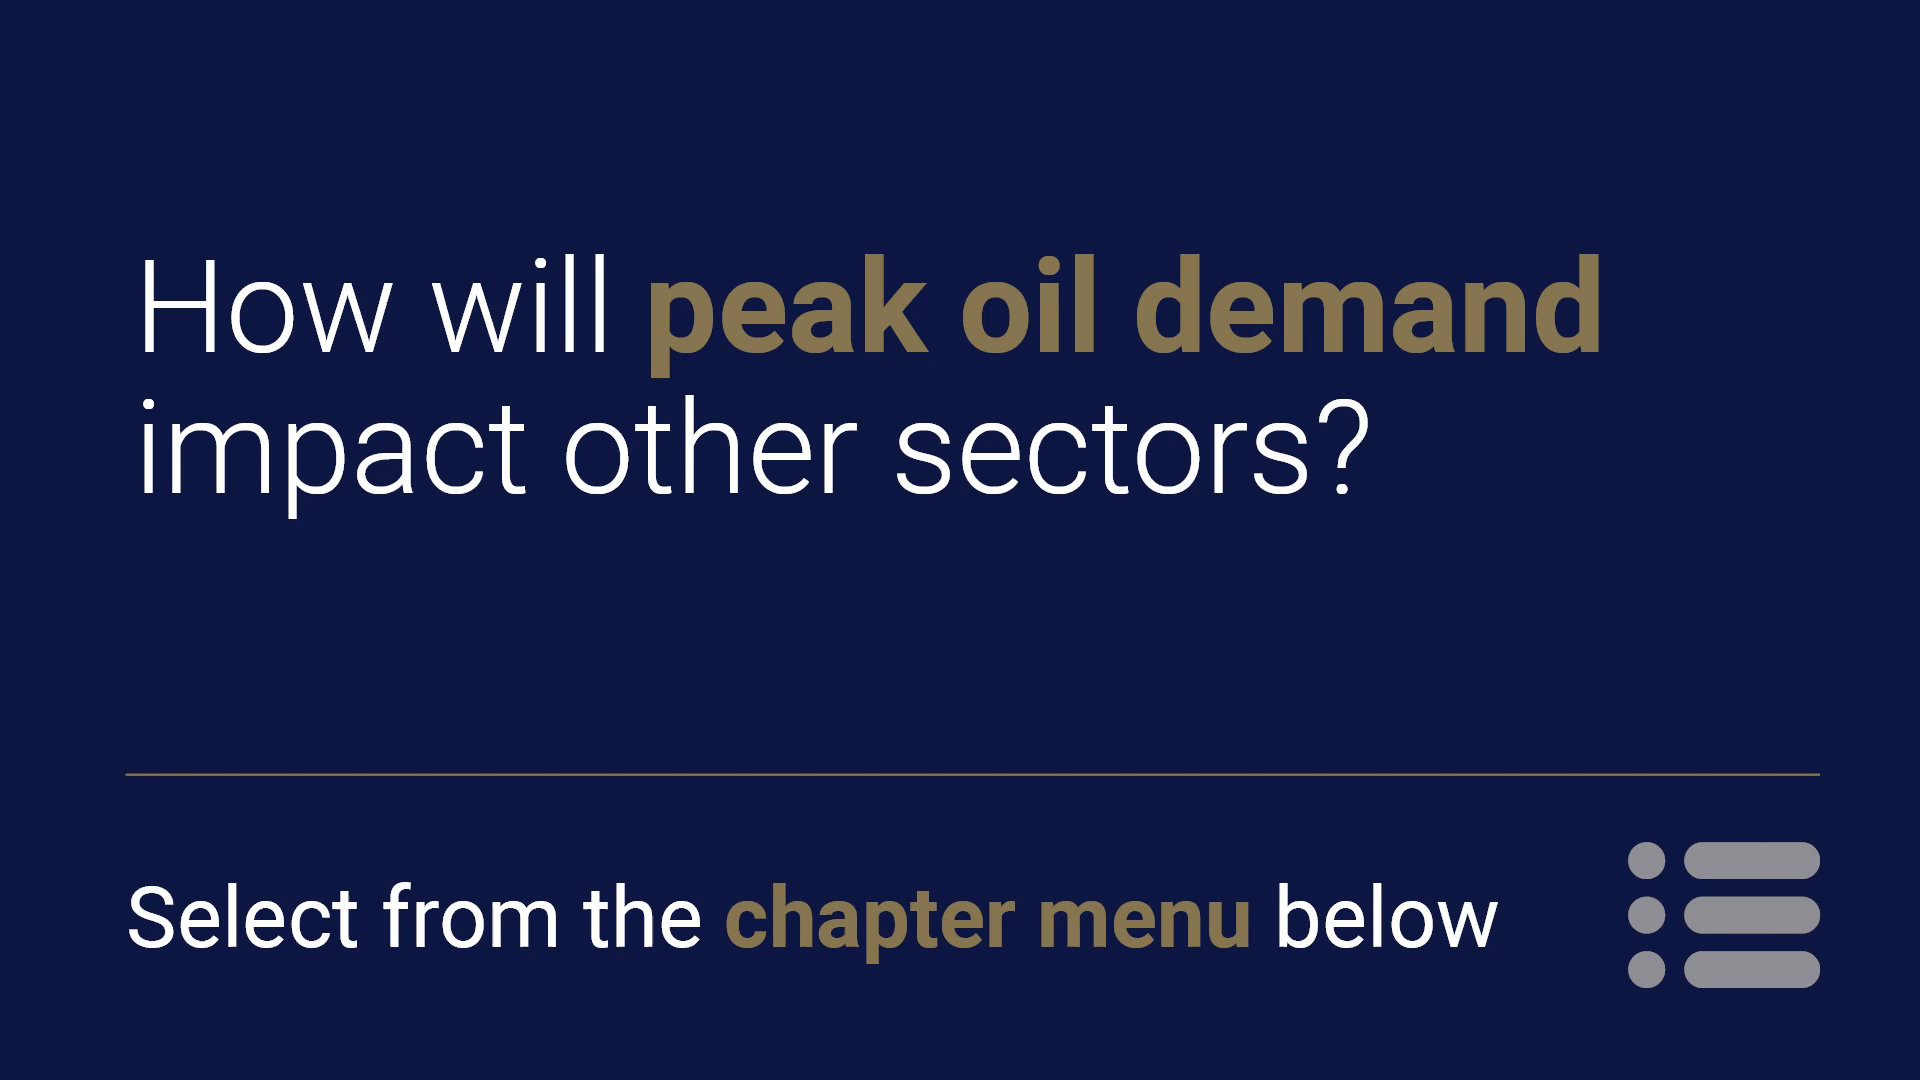 How will peak oil demand
impact other sectors?
Select from the chapter menu below